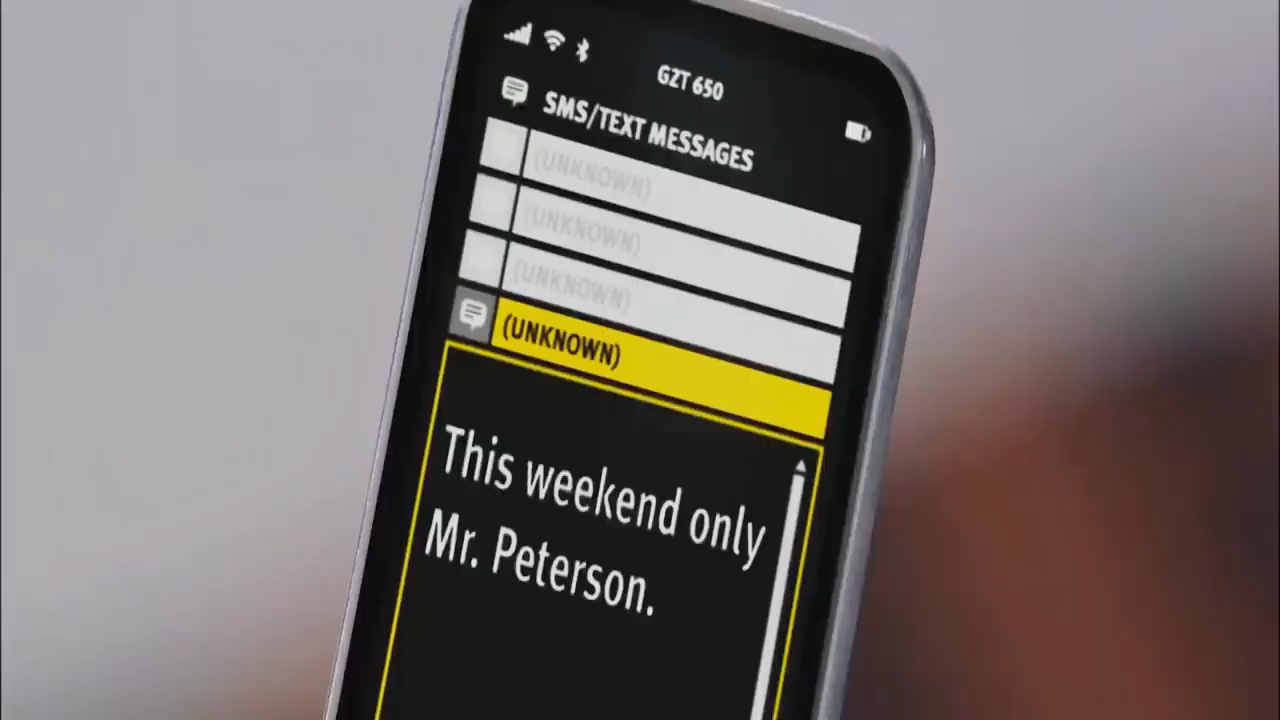 GZT 650
SMS/TEXT MESSAGES
(UNKNOWN)
(UNKNOWN)
(UNKNOWN)
(UNKNOWN)
This weekend only
Mr. Peterson.